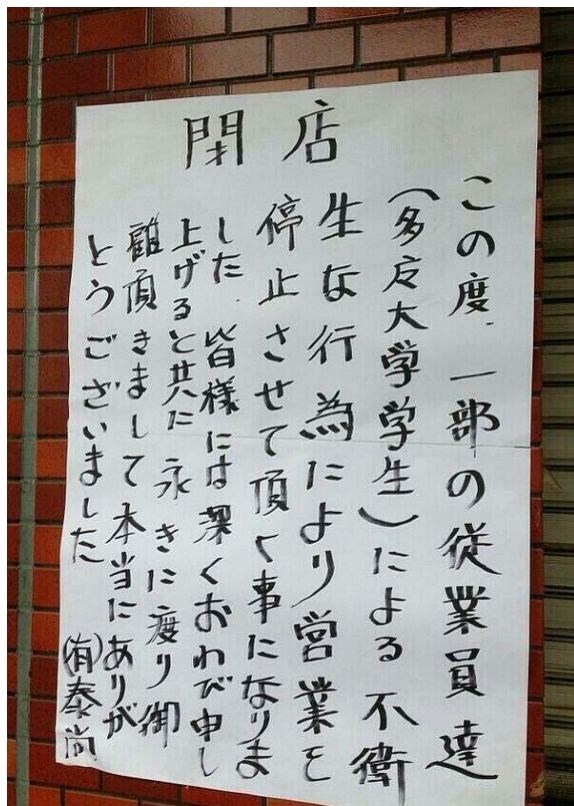 閉店
この度、一部の従業員達
(多摩大学学生)による不衛
生な行為により営業を
停止させて頂く事になりま
した、皆様には深くおわび申し
上げると共に永きに渡り御
顧頂きまして本当にありが
とうございました
(有)泰尚